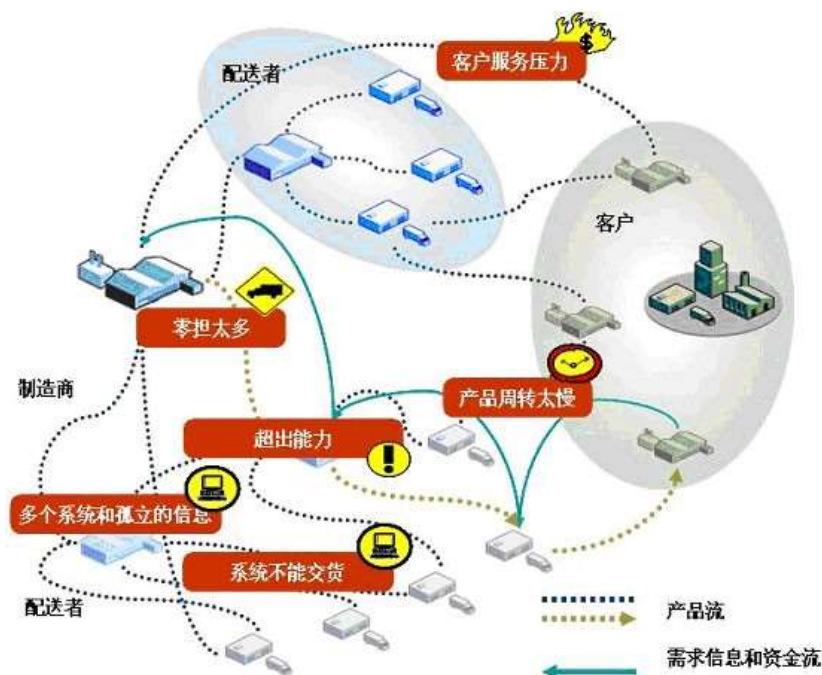 客户服务压力
配送者
客户
零担太多
制造商
产品周转太慢
超出能力
多个系统和孤立的信息
系统不能交货
配送者
产品流
需求信息和资金流
$
!